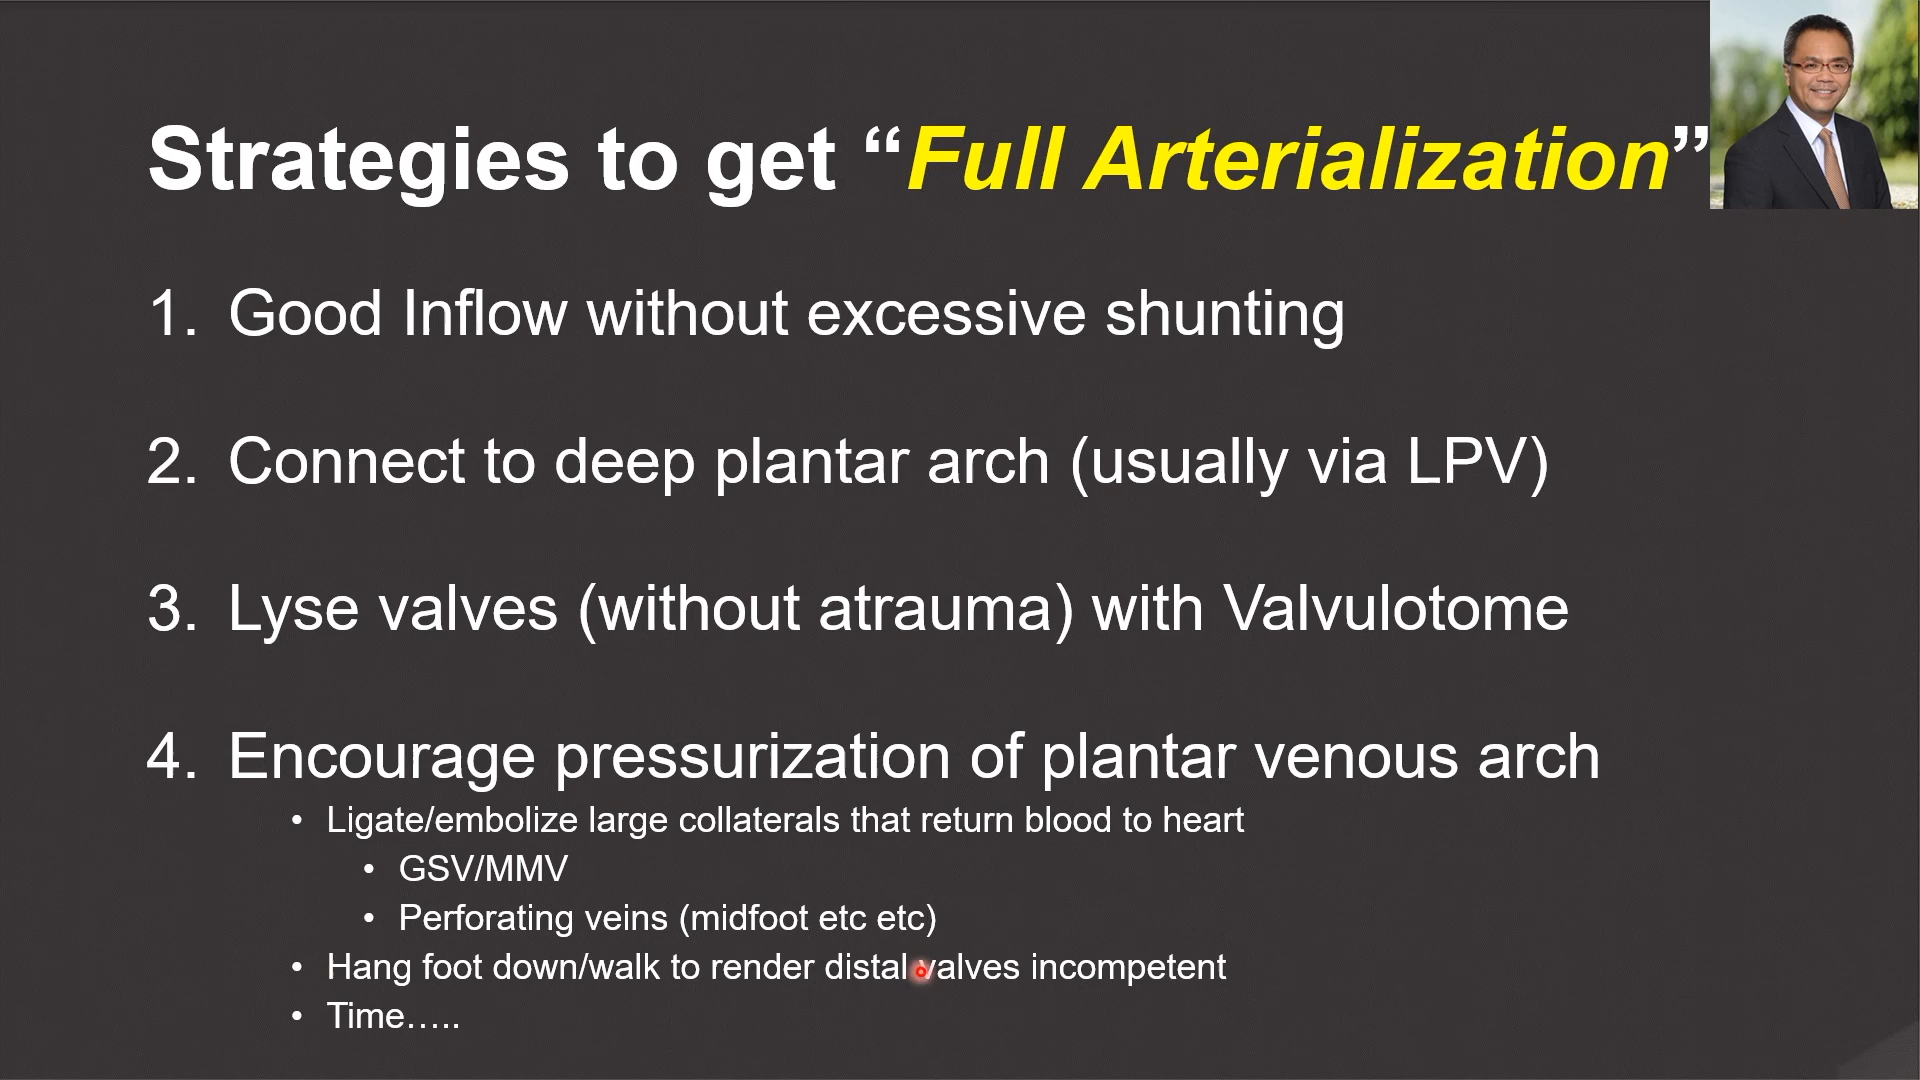 Strategies to get “Full Arterialization”
1. Good Inflow without excessive shunting
2. Connect to deep plantar arch (usually via LPV)
3. Lyse valves (without atrauma) with Valvulotome
4. Encourage pressurization of plantar venous arch
• Ligate/embolize large collaterals that return blood to heart
• GSV/MMV
• Perforating veins (midfoot etc etc)
• Hang foot down/walk to render distal valves incompetent
• Time…..